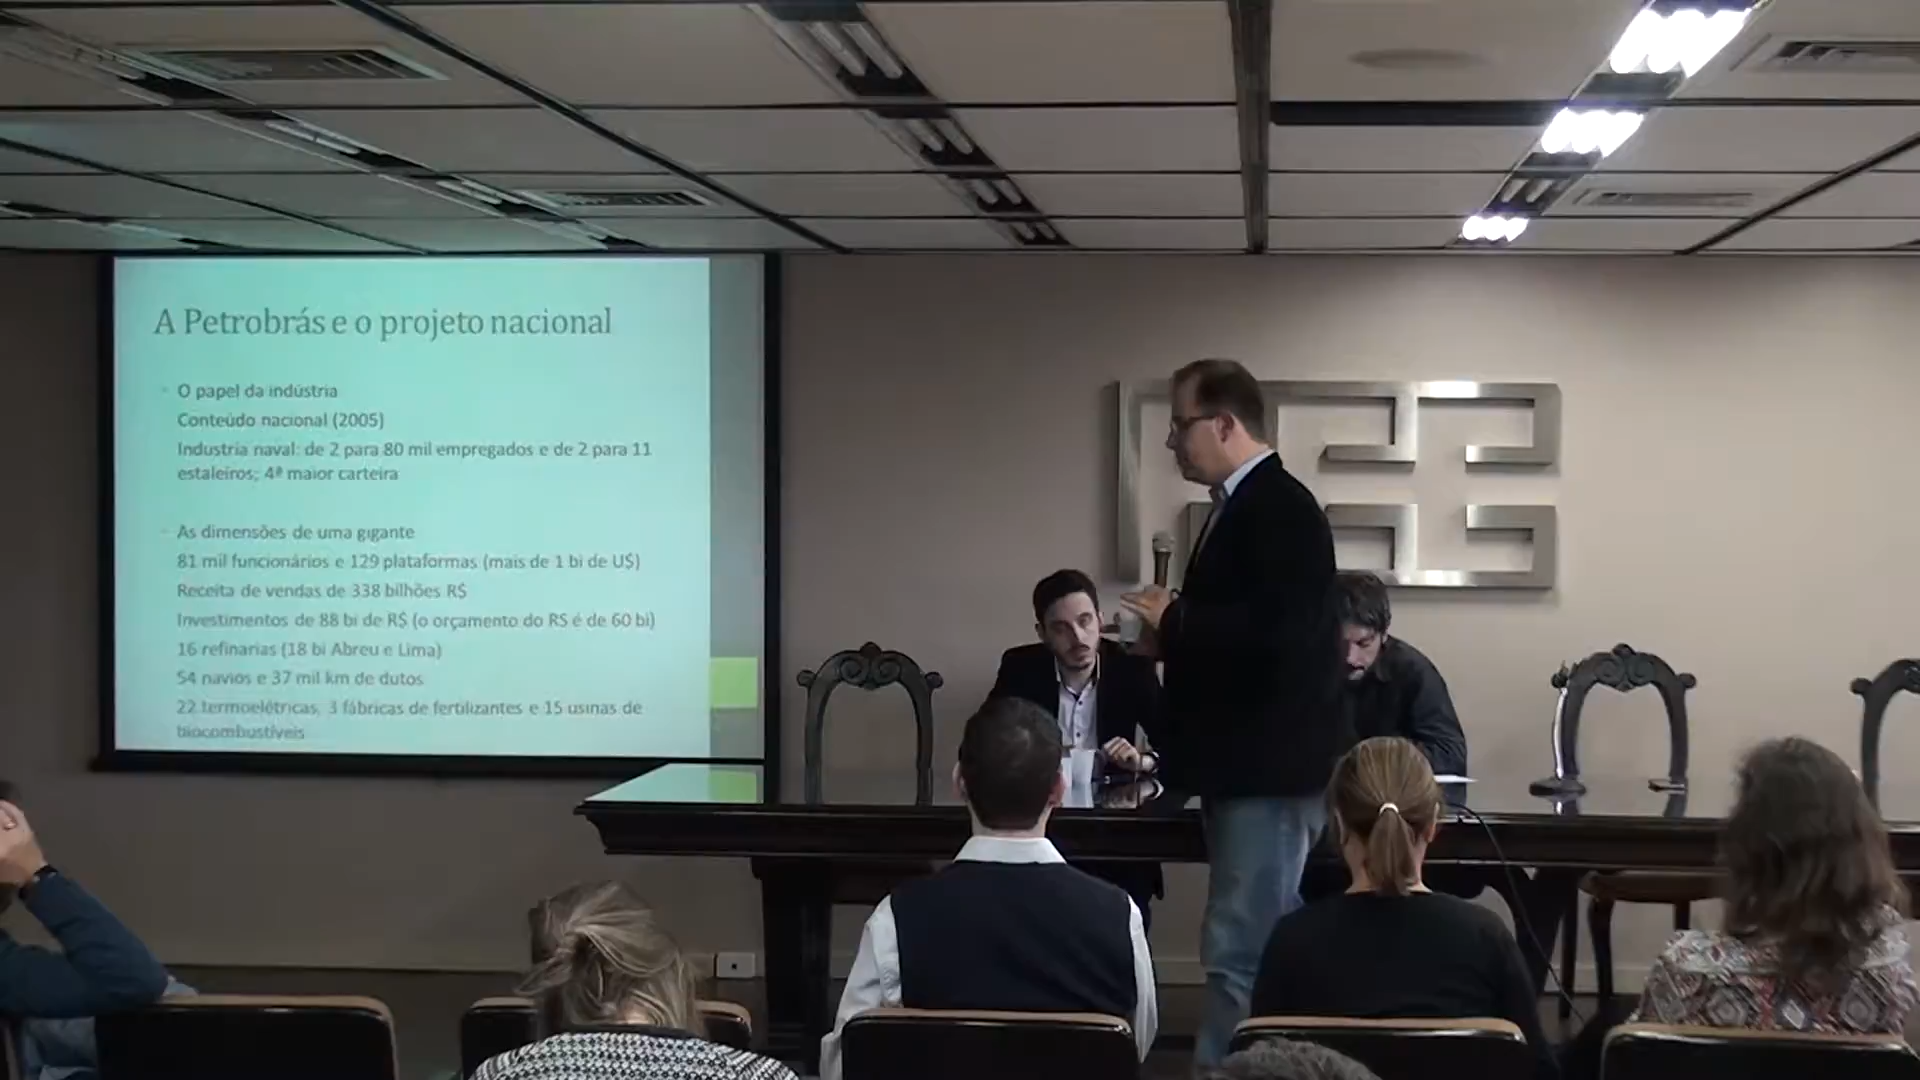 A Petrobrás e o projeto nacional
O papel da indústria
Conteúdo nacional (2005)
Industria naval: de 2 para 80 mil empregados e de 2 para 11
estaleiros; 4ª maior carteira
As dimensões de uma gigante
81 mil funcionários e 129 plataformas (mais de 1 bi de U$)
Receita de vendas de 338 bilhões R$
Investimentos de 88 bi de R$ (o orçamento do RS é de 60 bi)
16 refinarias (18 bi Abreu e Lima)
54 navios e 37 mil km de dutos
22 termoelétricas, 3 fábricas de fertilizantes e 15 usinas de
biocombustíveis